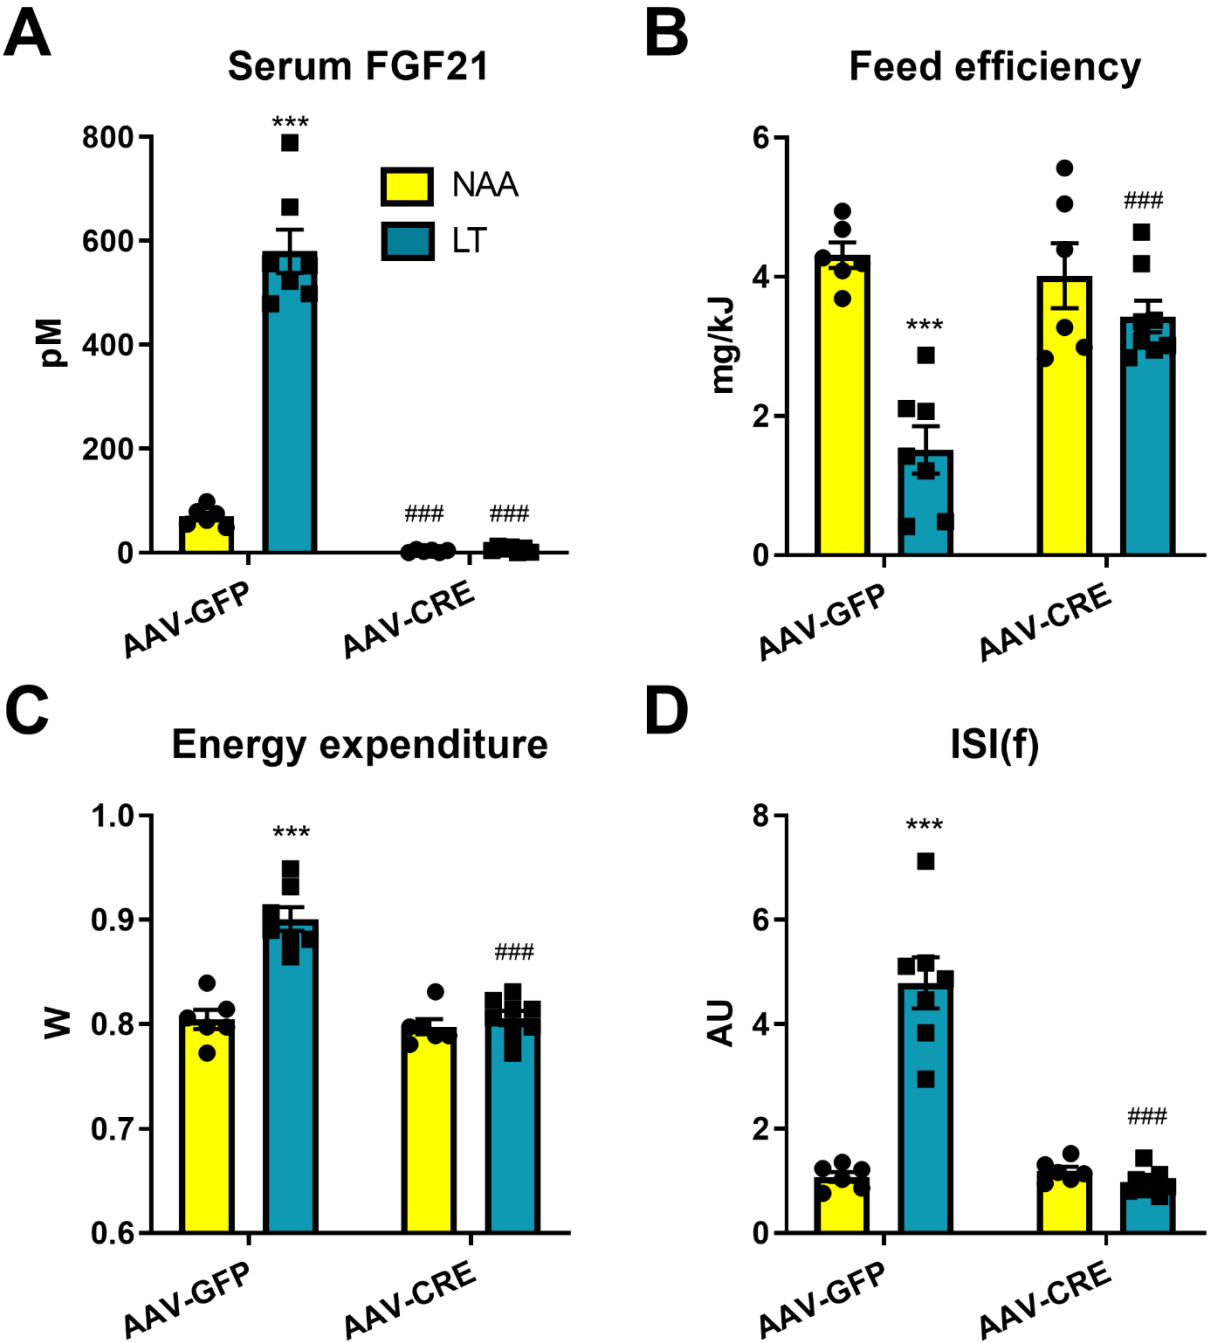 A
Serum FGF21
***
800
600
400
200
0
pM
NAA
LT
###
###
AAV-GFP
AAV-CRE
B
Feed efficiency
6
4
2
0
mg/kJ
***
###
AAV-GFP
AAV-CRE
C
Energy expenditure
1.0
0.9
0.8
0.7
0.6
W
***
###
AAV-GFP
AAV-CRE
D
ISI(f)
8
6
4
2
0
AU
***
###
AAV-GFP
AAV-CRE